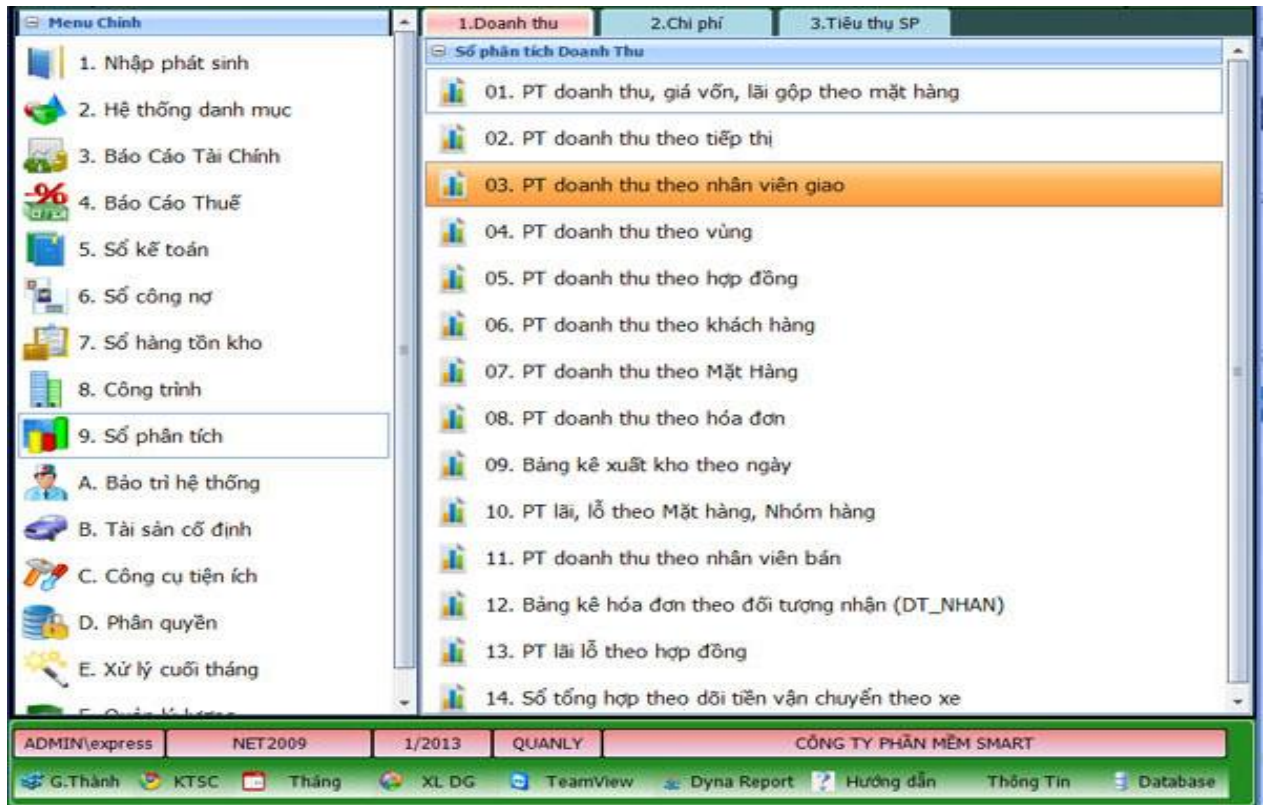 Menu Chính
1. Nhập phát sinh
2. Hệ thống danh mục
3. Báo Cáo Tài Chính
4. Báo Cáo Thuế
5. Sổ kế toán
6. Sổ công nợ
7. Sổ hàng tồn kho
8. Công trình
9. Sổ phân tích
A. Bảo trì hệ thống
B. Tài sản cố định
C. Công cụ tiện ích
D. Phân quyền
E. Xử lý cuối tháng
1.Doanh thu 2.Chi phí 3.Tiêu thụ SP
Sổ phân tích Doanh Thu
01. PT doanh thu, giá vốn, lãi gộp theo mặt hàng
02. PT doanh thu theo tiếp thị
03. PT doanh thu theo nhân viên giao
04. PT doanh thu theo vùng
05. PT doanh thu theo hợp đồng
06. PT doanh thu theo khách hàng
07. PT doanh thu theo Mặt Hàng
08. PT doanh thu theo hóa đơn
09. Bảng kê xuất kho theo ngày
10. PT lãi, lỗ theo Mặt hàng, Nhóm hàng
11. PT doanh thu theo nhân viên bán
12. Bảng kê hóa đơn theo đối tượng nhận (DT_NHAN)
13. PT lãi lỗ theo hợp đồng
14. Sổ tổng hợp theo dõi tiền vận chuyển theo xe
ADMIN\express NET2009 1/2013 QUANLY CÔNG TY PHẦN MỀM SMART
G.Thành KTSC Tháng XL DG TeamView Dyna Report Hướng dẫn Thông Tin Database